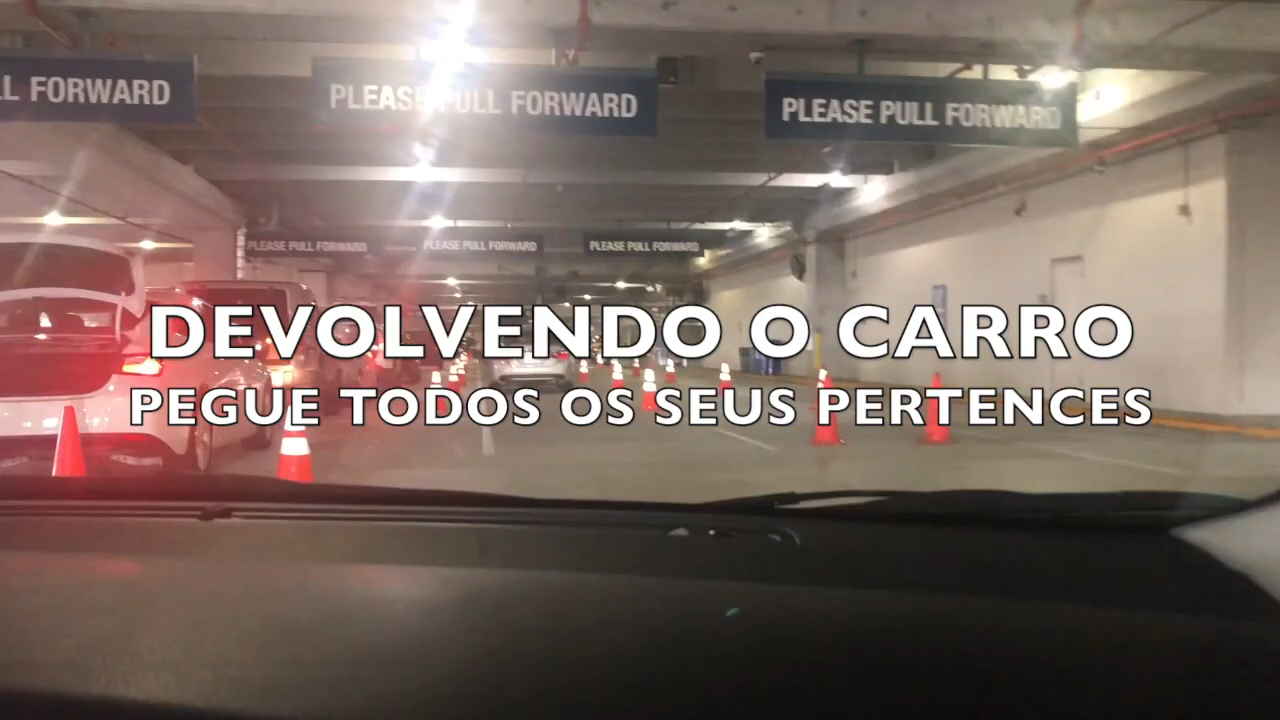 LL FORWARD
PLEASE PULL FORWARD
PLEASE PULL FORWARD
PLEASE PULL FORWARD
PLEASE PULL FORWARD
PLEASE PULL FORWARD
DEVOLVENDO O CARRO
PEGUE TODOS OS SEUS PERTENCES